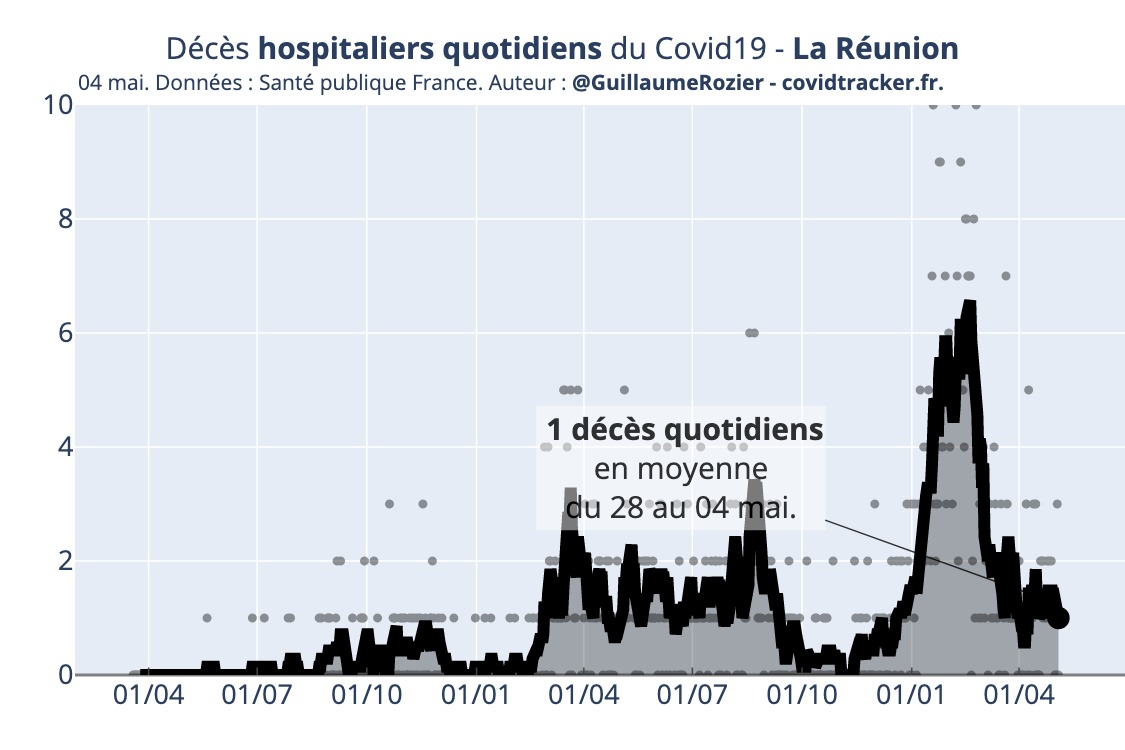 Décès hospitaliers quotidiens du Covid19 - La Réunion
04 mai. Données : Santé publique France. Auteur : @GuillaumeRozier - covidtracker.fr.
10
8
6
4
2
0
1 décès quotidiens
en moyenne
du 28 au 04 mai.
01/04 01/07 01/10 01/01 01/04 01/07 01/10 01/01 01/04